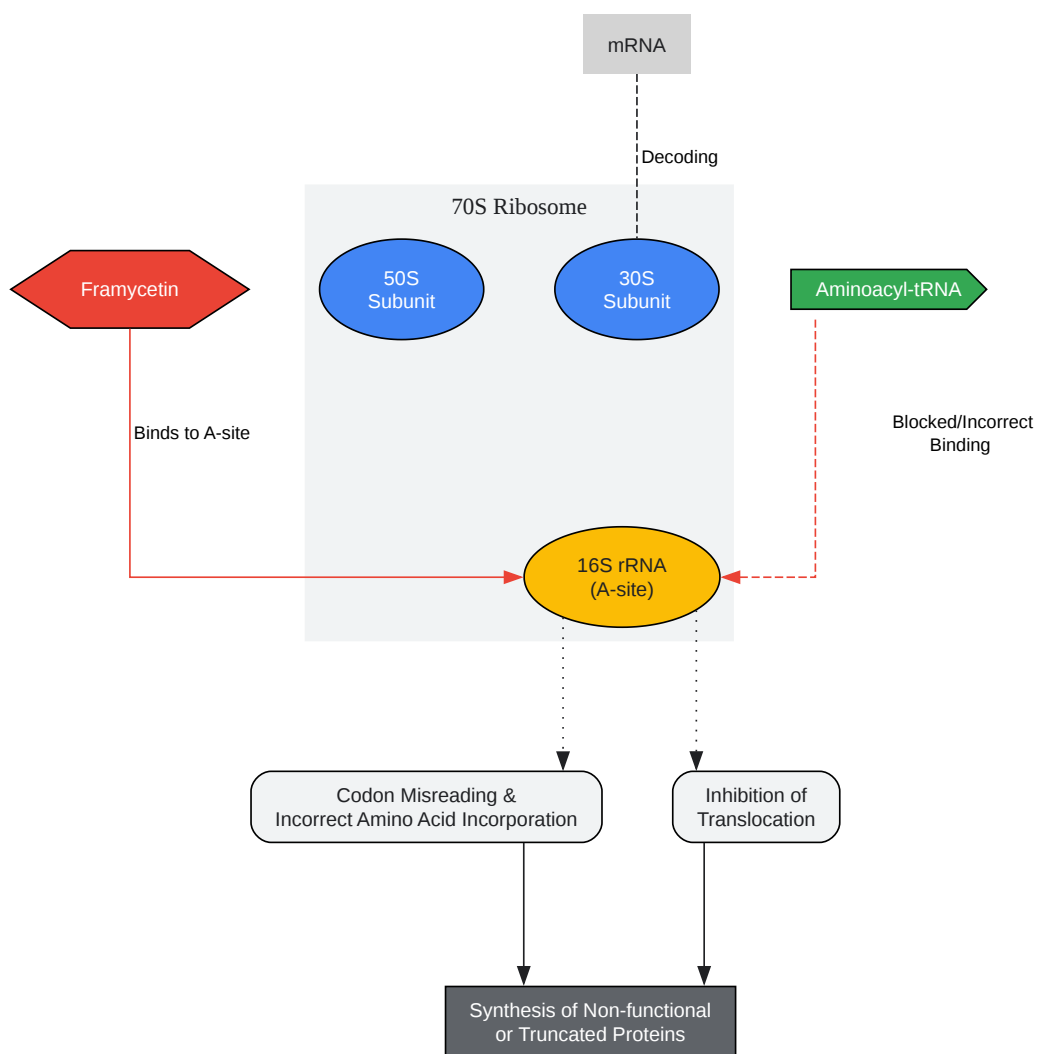 mRNA
Decoding
70S Ribosome
Framycetin
50S
Subunit
30S
Subunit
Aminoacyl-tRNA
Binds to A-site
Blocked/Incorrect
Binding
16S rRNA
(A-site)
Codon Misreading &
Incorrect Amino Acid Incorporation
Inhibition of
Translocation
Synthesis of Non-functional
or Truncated Proteins